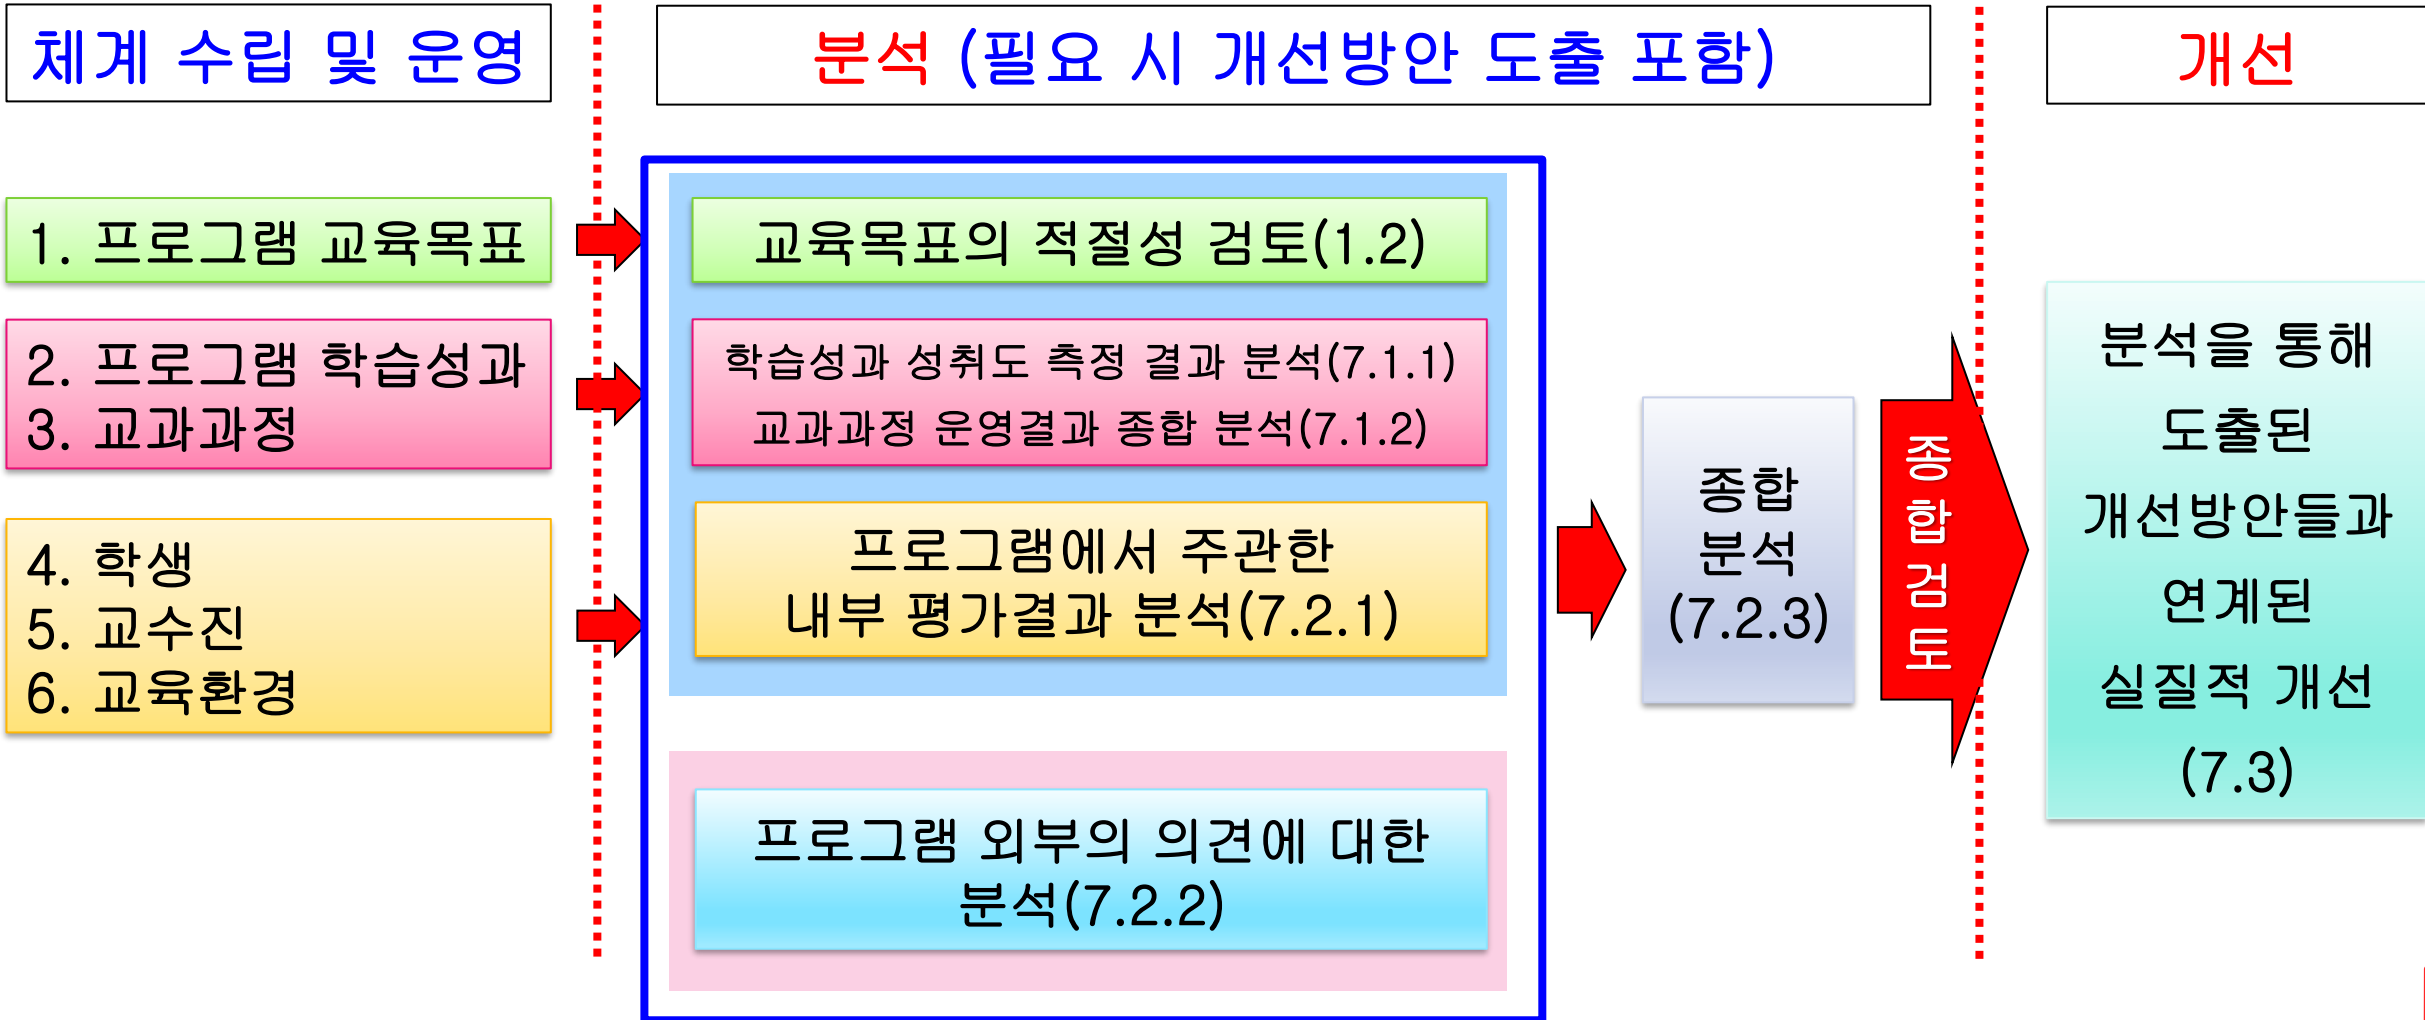 체계 수립 및 운영
분석 (필요 시 개선방안 도출 포함)
개선
1. 프로그램 교육목표
2. 프로그램 학습성과
3. 교과과정
4. 학생
5. 교수진
6. 교육환경
교육목표의 적절성 검토(1.2)
학습성과 성취도 측정 결과 분석(7.1.1)
교과과정 운영결과 종합 분석(7.1.2)
프로그램에서 주관한
내부 평가결과 분석(7.2.1)
프로그램 외부의 의견에 대한
분석(7.2.2)
종합
분석
(7.2.3)
종
합
검
토
분석을 통해
도출된
개선방안들과
연계된
실질적 개선
(7.3)